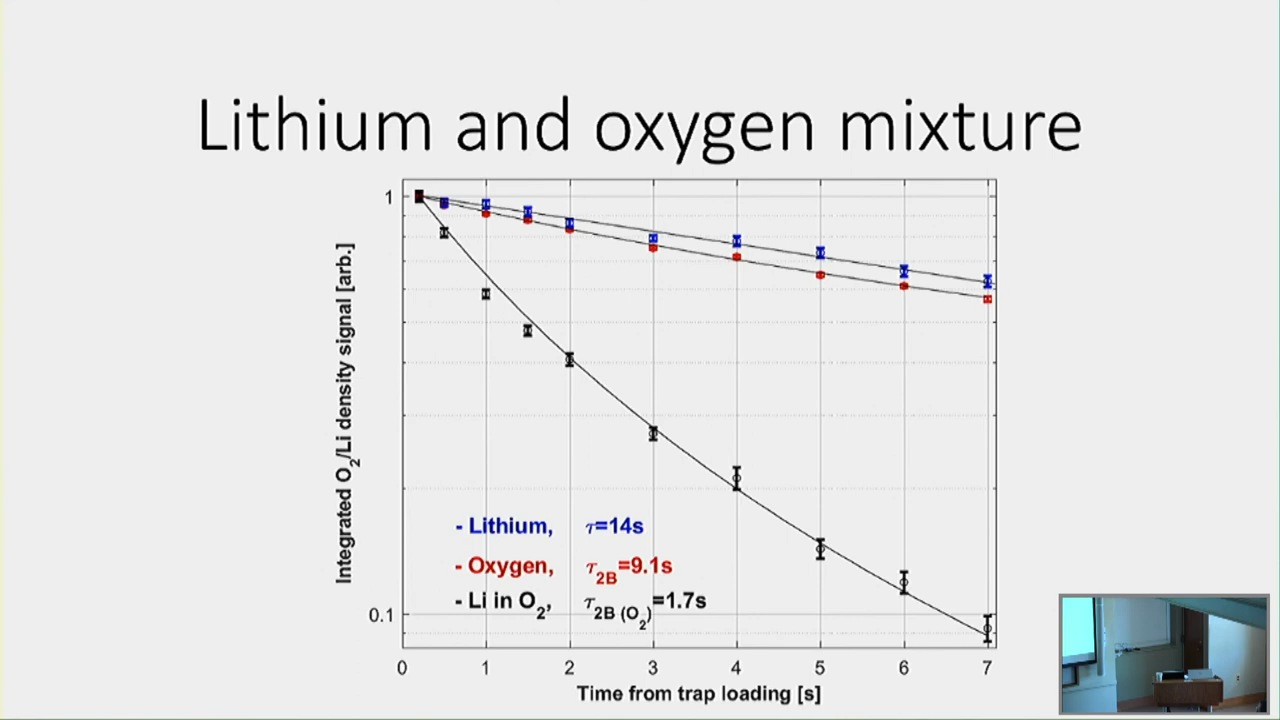 Lithium and oxygen mixture
1
0.1
Integrated O₂/Li density signal [arb.]
- Lithium, τ=14s
- Oxygen, τ₂B=9.1s
- Li in O₂, τ₂B (O₂)=1.7s
0 1 2 3 4 5 6 7
Time from trap loading [s]